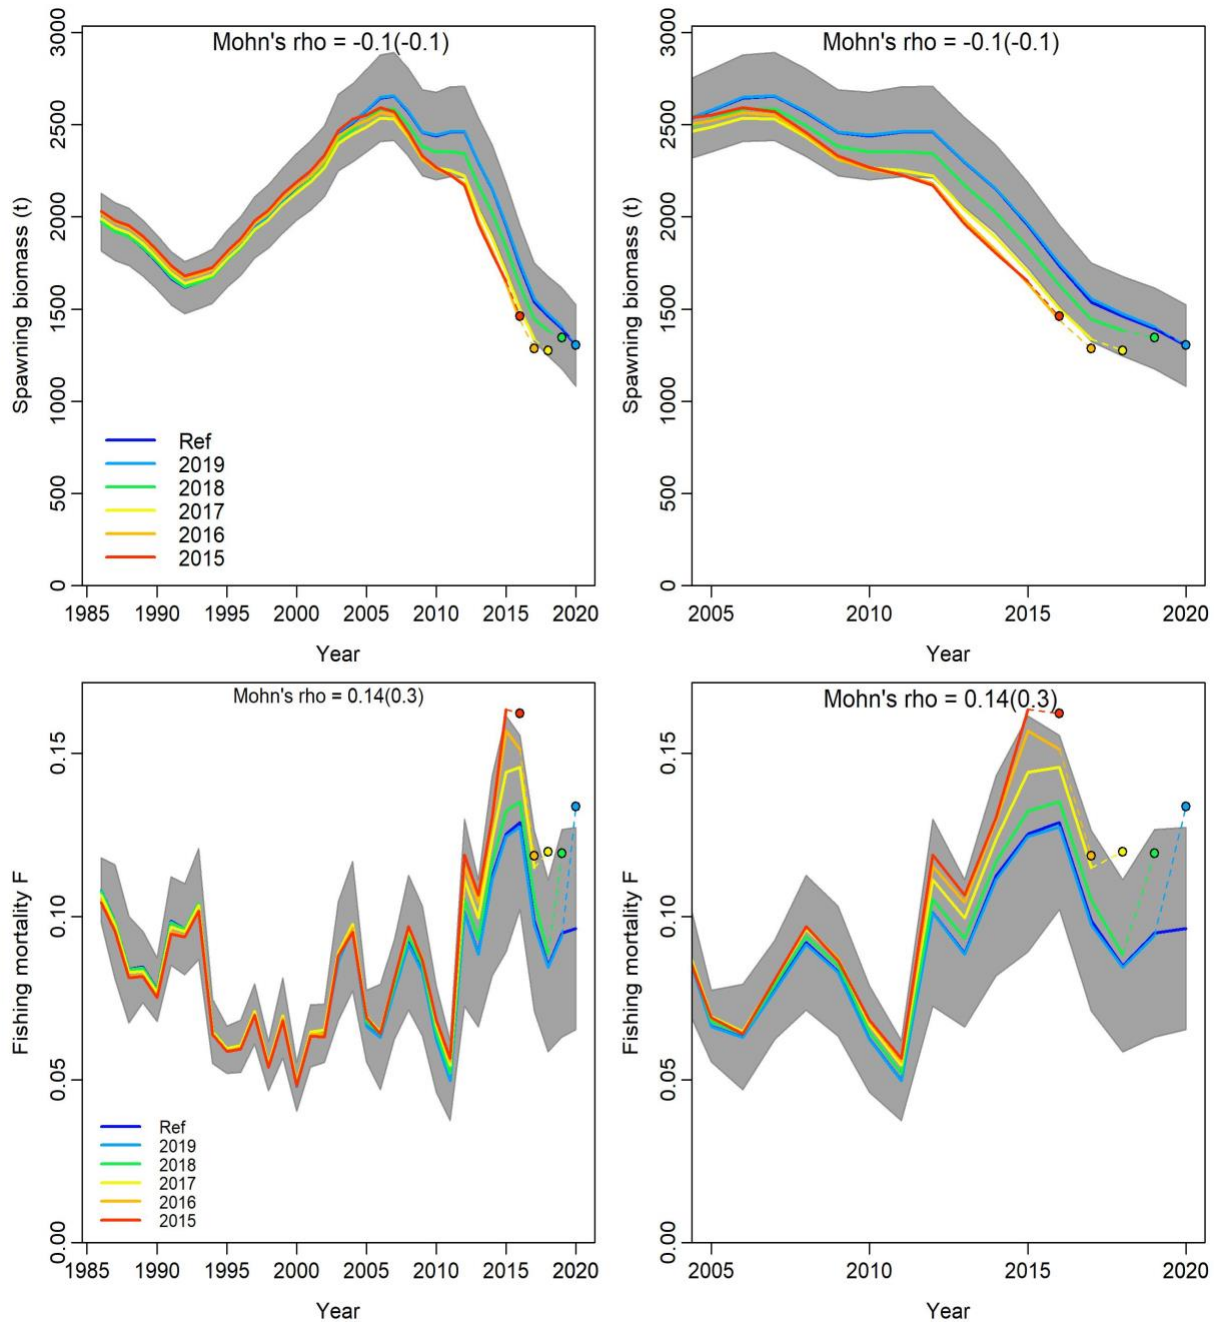 Mohn's rho = -0.1(-0.1)
Spawning biomass (t)
3000
2500
2000
1500
1000
500
0
Ref
2019
2018
2017
2016
2015
1985 1990 1995 2000 2005 2010 2015 2020
Year
Mohn's rho = -0.1(-0.1)
Spawning biomass (t)
3000
2500
2000
1500
1000
500
0
2005 2010 2015 2020
Year
Mohn's rho = 0.14(0.3)
Fishing mortality F
0.15
0.10
0.05
0.00
Ref
2019
2018
2017
2016
2015
1985 1990 1995 2000 2005 2010 2015 2020
Year
Mohn's rho = 0.14(0.3)
Fishing mortality F
0.15
0.10
0.05
0.00
2005 2010 2015 2020
Year